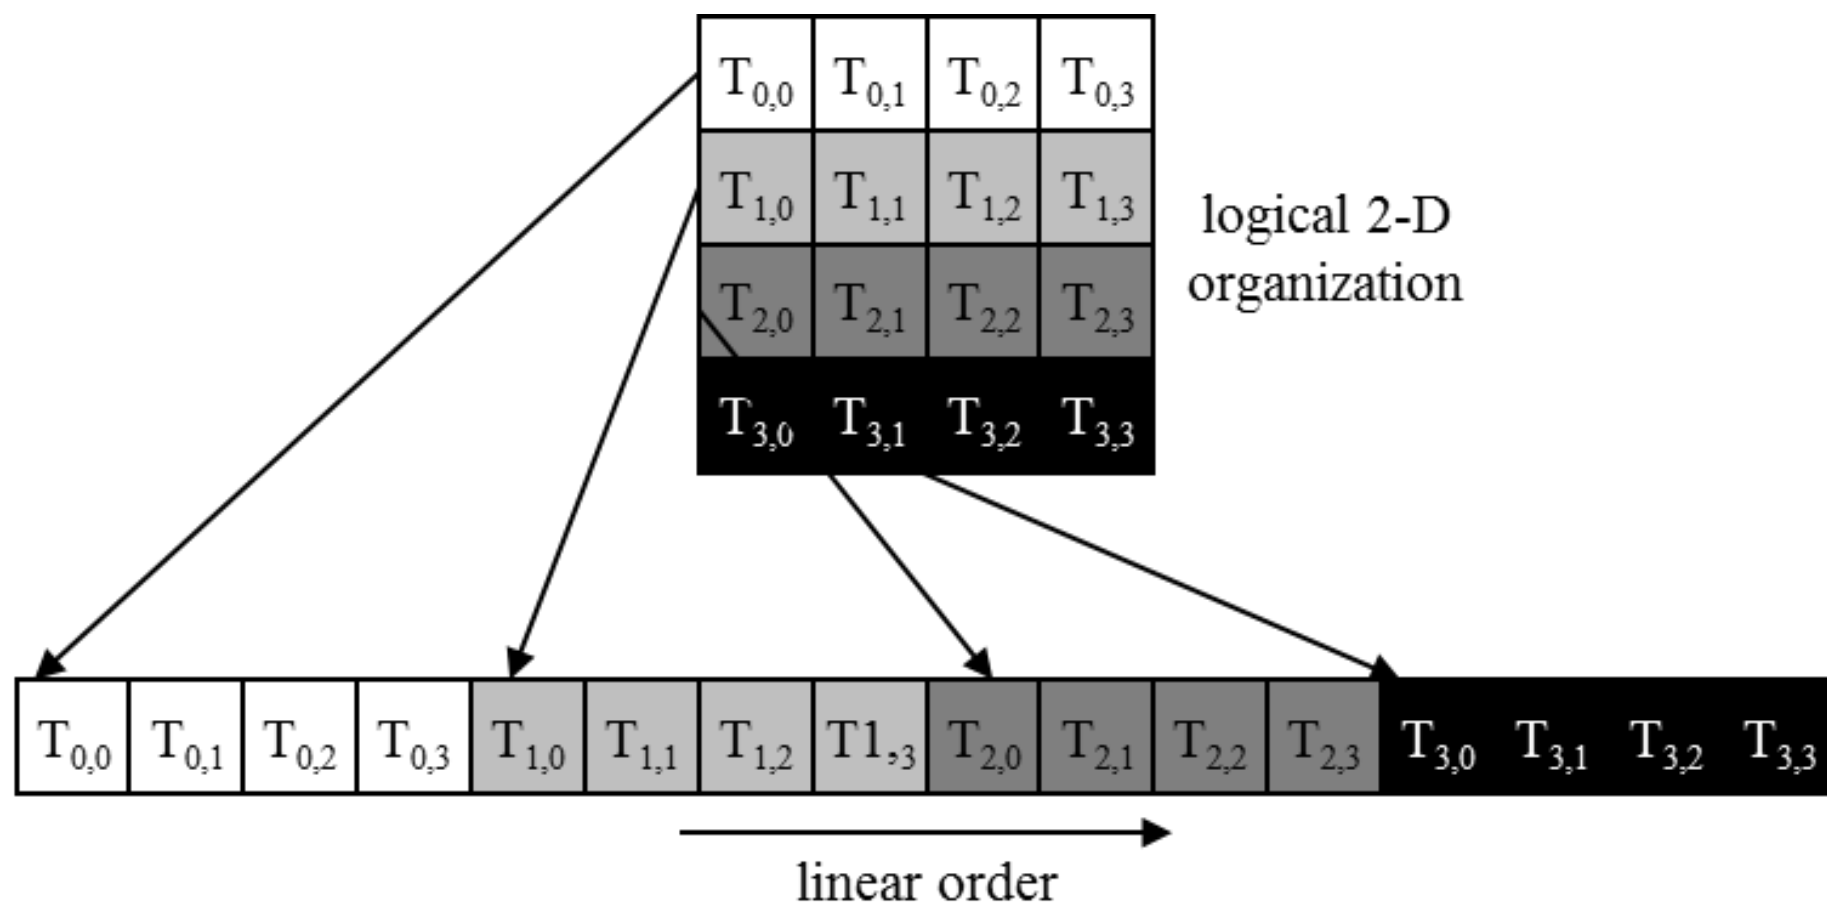 T0,0 T0,1 T0,2 T0,3
T1,0 T1,1 T1,2 T1,3
T2,0 T2,1 T2,2 T2,3
T3,0 T3,1 T3,2 T3,3
logical 2-D
organization
T0,0 T0,1 T0,2 T0,3 T1,0 T1,1 T1,2 T1,3 T2,0 T2,1 T2,2 T2,3 T3,0 T3,1 T3,2 T3,3
linear order